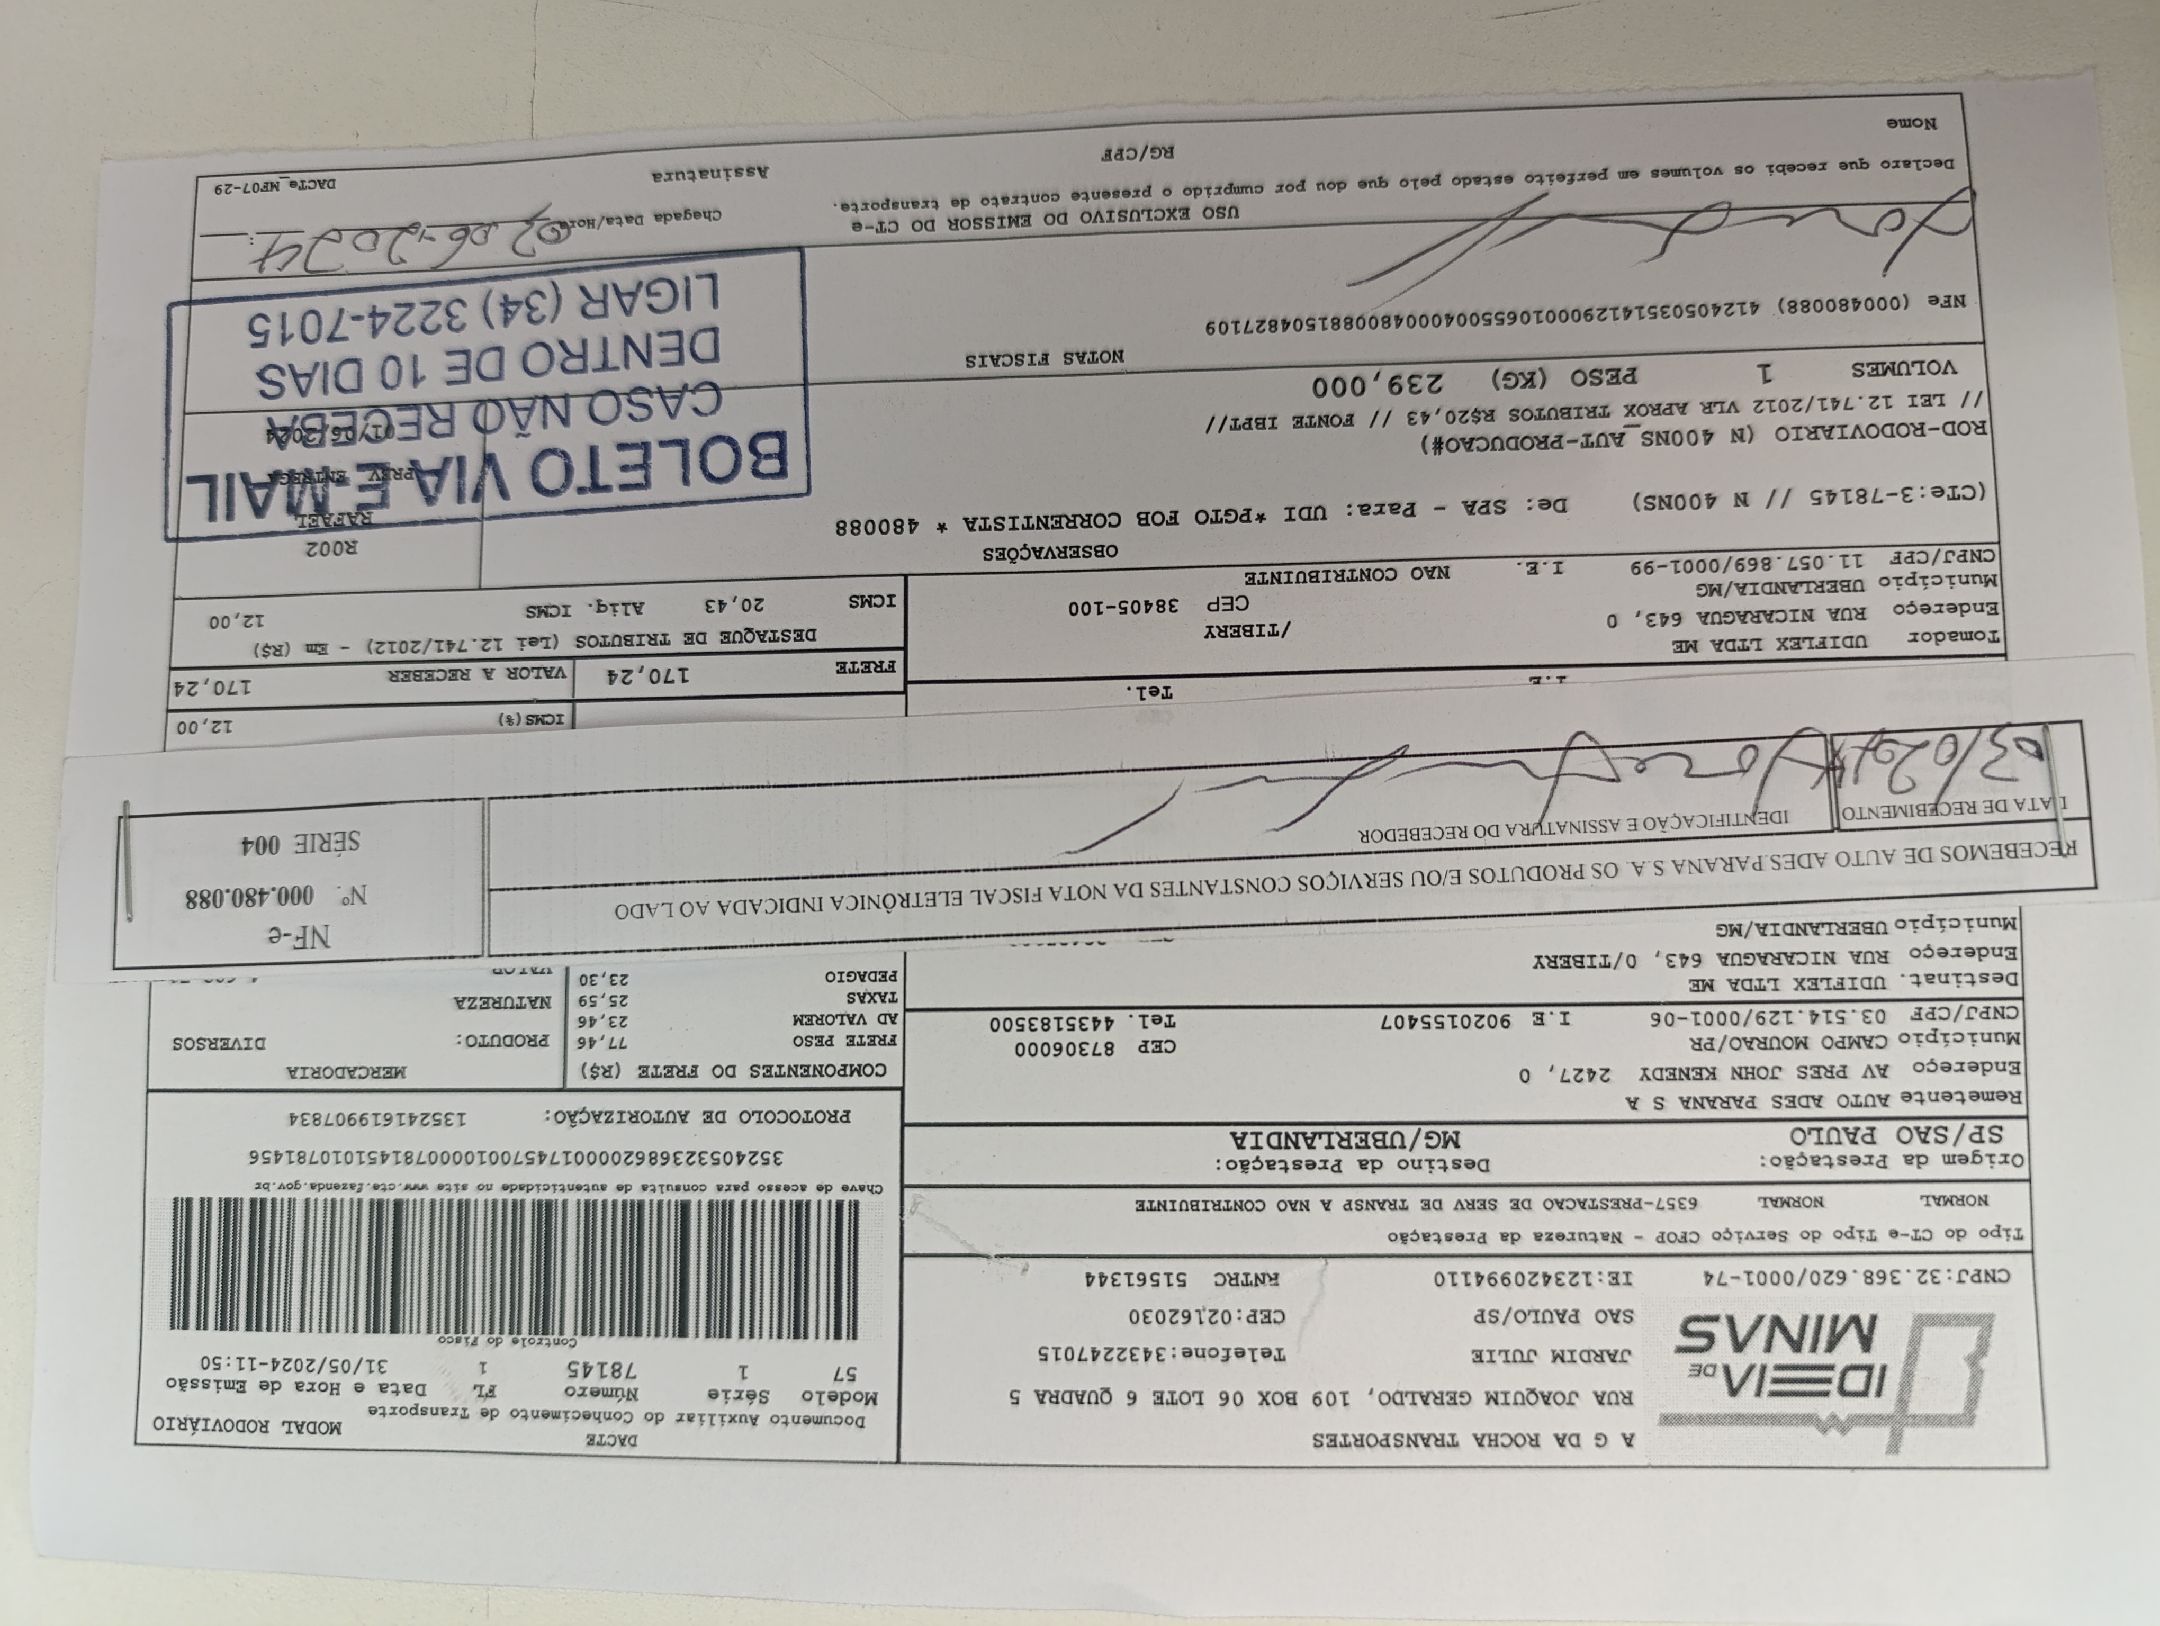 IDEIA DE
MINAS
A G DA ROCHA TRANSPORTES
RUA JOAQUIM GERALDO, 109 BOX 06 LOTE 6 QUADRA 5
JARDIM JULIE Telefone:3432247015
SAO PAULO/SP CEP:02162030
CNPJ:32.368.620/0001-74 IE:123420994110 RNTRC 51561344
DACTE
Documento Auxiliar do Conhecimento de Transporte
MODAL RODOVIÁRIO
Modelo Série Número FL Data e Hora de Emissão
57 1 78145 1 31/05/2024-11:50
Controle do Fisco
Chave de acesso para consulta de autenticidade no site www.cte.fazenda.gov.br
35240532368620000174570010000781451010781456
PROTOCOLO DE AUTORIZAÇÃO: 135241619907834
Tipo do CT-e Tipo do Serviço CFOP - Natureza da Prestação
NORMAL NORMAL 6357-PRESTACAO DE SERV DE TRANSP A NAO CONTRIBUINTE
Origem da Prestação: Destino da Prestação:
SP/SAO PAULO MG/UBERLANDIA
Remetente AUTO ADES PARANA S A
Endereço AV PRES JOHN KENEDY 2427, 0
Município CAMPO MOURAO/PR CEP 87306000
CNPJ/CPF 03.514.129/0001-06 I.E 9020155407 Tel. 4435183500
Destinat. UDIFLEX LTDA ME
Endereço RUA NICARAGUA 643, 0/TIBERY
Município UBERLANDIA/MG
COMPONENTES DO FRETE (R$) MERCADORIA
FRETE PESO 77,46 PRODUTO: DIVERSOS
AD VALOREM 23,46
TAXAS 25,59 NATUREZA
PEDAGIO 23,30 VALOR
RECEBEMOS DE AUTO ADES PARANA S.A. OS PRODUTOS E/OU SERVIÇOS CONSTANTES DA NOTA FISCAL ELETRÔNICA INDICADA AO LADO
DATA DE RECEBIMENTO IDENTIFICAÇÃO E ASSINATURA DO RECEBEDOR
NF-e
Nº. 000.480.088
SÉRIE 004
I.E Tel.
ICMS(%) 12,00
FRETE 170,24 VALOR A RECEBER 170,24
Tomador UDIFLEX LTDA ME
Endereço RUA NICARAGUA 643, 0 /TIBERY
Município UBERLANDIA/MG CEP 38405-100
CNPJ/CPF 11.057.869/0001-99 I.E. NAO CONTRIBUINTE
DESTAQUE DE TRIBUTOS (Lei 12.741/2012) - Em (R$)
ICMS 20,43 Aliq. ICMS 12,00
OBSERVAÇÕES
(CTe:3-78145 // N 400NS) De: SPA - Para: UDI *PGTO FOB CORRENTISTA * 480088
ROD-RODOVIARIO (N 400NS_AUT-PRODUCAO#)
// LEI 12.741/2012 VLR APROX TRIBUTOS R$20,43 // FONTE IBPT//
VOLUMES 1 PESO (KG) 239,000
R002
RAFAEL
PREV ENTREGA
01/06/2024
BOLETO VIA E-MAIL
CASO NÃO RECEBA
DENTRO DE 10 DIAS
LIGAR (34) 3224-7015
NOTAS FISCAIS
NFe (000480088) 41240503514129000106550040004800881504827109
USO EXCLUSIVO DO EMISSOR DO CT-e
Chegada Data/Hora
Declaro que recebi os volumes em perfeito estado pelo que dou por cumprido o presente contrato de transporte.
Nome RG/CPF Assinatura
DACTe_MF07-29